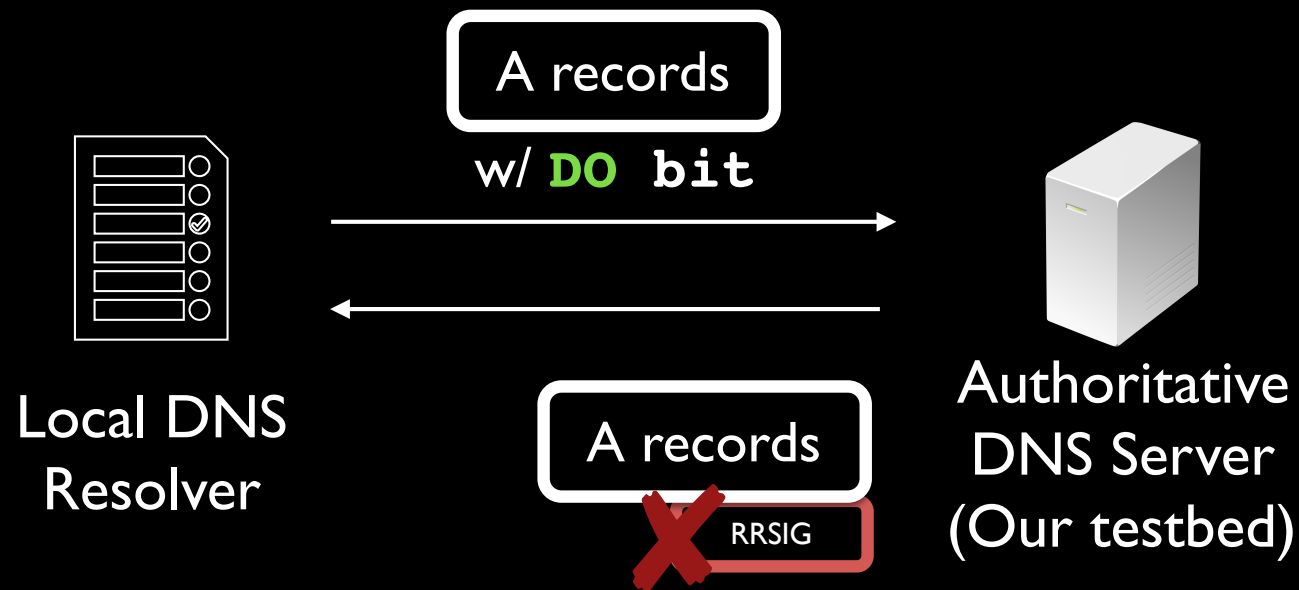 A records
w/ DO bit
Local DNS
Resolver
A records
RRSIG
Authoritative
DNS Server
(Our testbed)